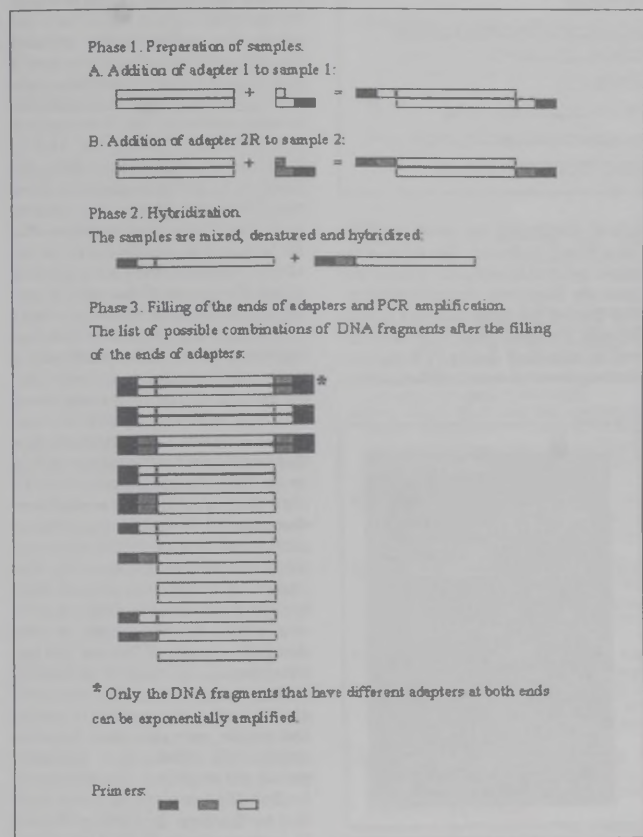 Phase 1. Preparation of samples.
A. Addition of adapter 1 to sample 1:
+ =
B. Addition of adapter 2R to sample 2:
+ =
Phase 2. Hybridization.
The samples are mixed, denatured and hybridized:
+
Phase 3. Filling of the ends of adapters and PCR amplification.
The list of possible combinations of DNA fragments after the filling
of the ends of adapters:
*
* Only the DNA fragments that have different adapters at both ends
can be exponentially amplified.
Primers: